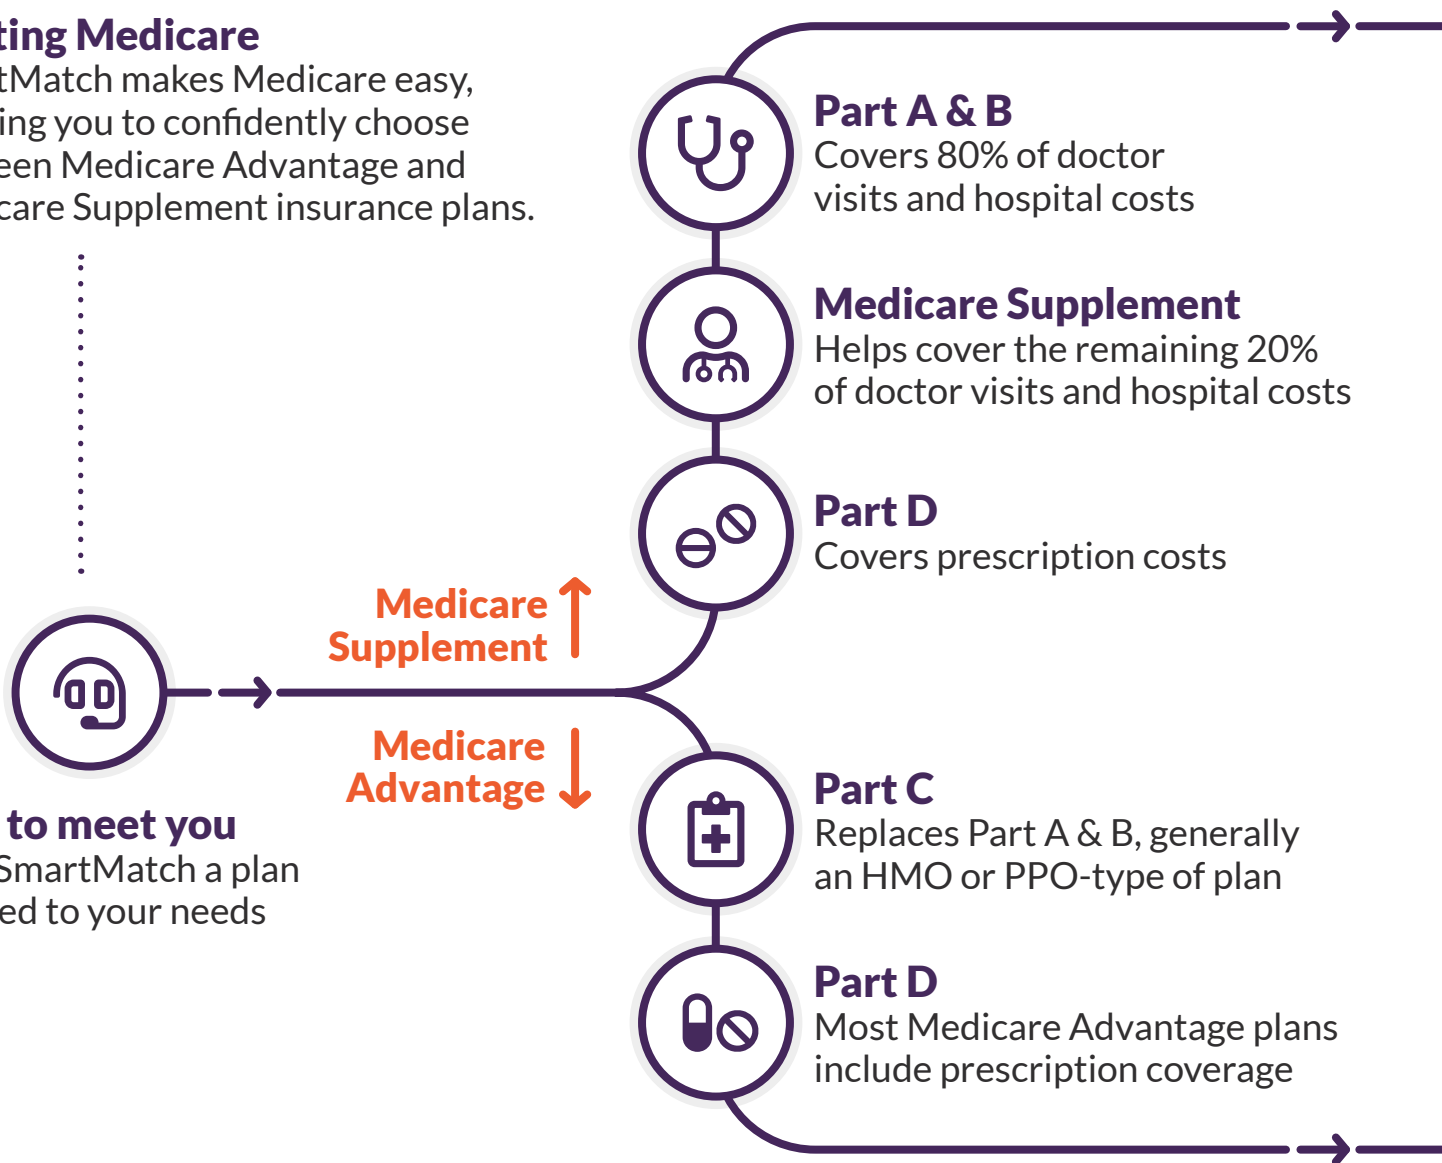 ting Medicare
tMatch makes Medicare easy,
ing you to confidently choose
een Medicare Advantage and
care Supplement insurance plans.
Part A & B
Covers 80% of doctor
visits and hospital costs
Medicare Supplement
Helps cover the remaining 20%
of doctor visits and hospital costs
Part D
Covers prescription costs
Medicare
Supplement
Medicare
Advantage
to meet you
SmartMatch a plan
ed to your needs
Part C
Replaces Part A & B, generally
an HMO or PPO-type of plan
Part D
Most Medicare Advantage plans
include prescription coverage